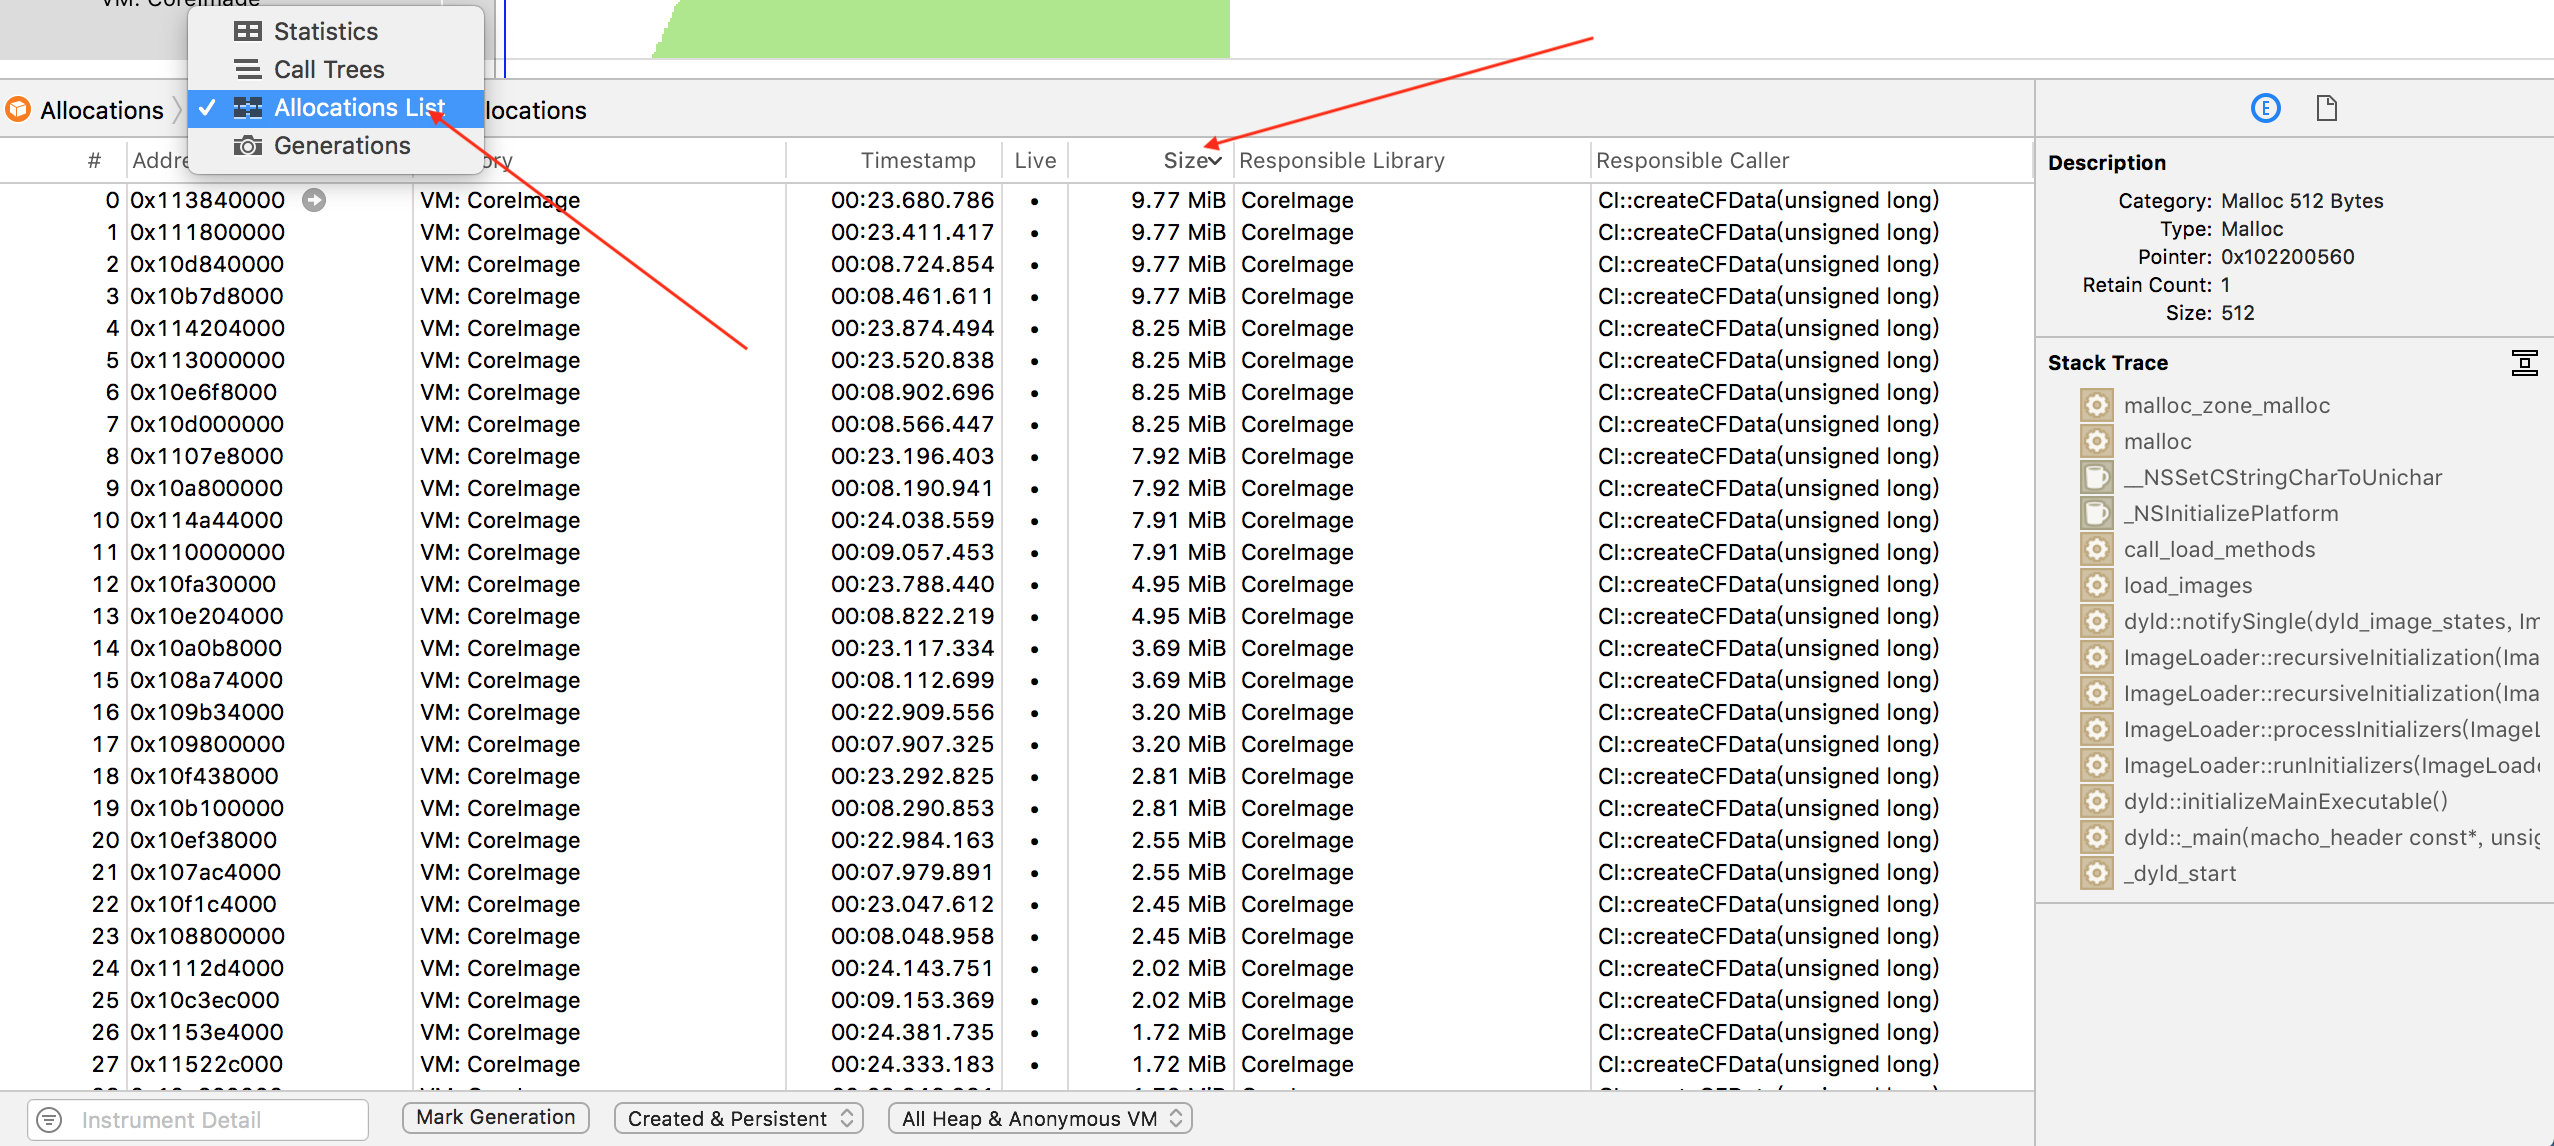 VM: CoreImage
Statistics
Call Trees
Allocations List
Generations
Allocations
locations
# Addre ory Timestamp Live Size Responsible Library Responsible Caller
0 0x113840000 VM: CoreImage 00:23.680.786 • 9.77 MiB CoreImage CI::createCFData(unsigned long)
1 0x111800000 VM: CoreImage 00:23.411.417 • 9.77 MiB CoreImage CI::createCFData(unsigned long)
2 0x10d840000 VM: CoreImage 00:08.724.854 • 9.77 MiB CoreImage CI::createCFData(unsigned long)
3 0x10b7d8000 VM: CoreImage 00:08.461.611 • 9.77 MiB CoreImage CI::createCFData(unsigned long)
4 0x114204000 VM: CoreImage 00:23.874.494 • 8.25 MiB CoreImage CI::createCFData(unsigned long)
5 0x113000000 VM: CoreImage 00:23.520.838 • 8.25 MiB CoreImage CI::createCFData(unsigned long)
6 0x10e6f8000 VM: CoreImage 00:08.902.696 • 8.25 MiB CoreImage CI::createCFData(unsigned long)
7 0x10d000000 VM: CoreImage 00:08.566.447 • 8.25 MiB CoreImage CI::createCFData(unsigned long)
8 0x1107e8000 VM: CoreImage 00:23.196.403 • 7.92 MiB CoreImage CI::createCFData(unsigned long)
9 0x10a800000 VM: CoreImage 00:08.190.941 • 7.92 MiB CoreImage CI::createCFData(unsigned long)
10 0x114a44000 VM: CoreImage 00:24.038.559 • 7.91 MiB CoreImage CI::createCFData(unsigned long)
11 0x110000000 VM: CoreImage 00:09.057.453 • 7.91 MiB CoreImage CI::createCFData(unsigned long)
12 0x10fa30000 VM: CoreImage 00:23.788.440 • 4.95 MiB CoreImage CI::createCFData(unsigned long)
13 0x10e204000 VM: CoreImage 00:08.822.219 • 4.95 MiB CoreImage CI::createCFData(unsigned long)
14 0x10a0b8000 VM: CoreImage 00:23.117.334 • 3.69 MiB CoreImage CI::createCFData(unsigned long)
15 0x108a74000 VM: CoreImage 00:08.112.699 • 3.69 MiB CoreImage CI::createCFData(unsigned long)
16 0x109b34000 VM: CoreImage 00:22.909.556 • 3.20 MiB CoreImage CI::createCFData(unsigned long)
17 0x109800000 VM: CoreImage 00:07.907.325 • 3.20 MiB CoreImage CI::createCFData(unsigned long)
18 0x10f438000 VM: CoreImage 00:23.292.825 • 2.81 MiB CoreImage CI::createCFData(unsigned long)
19 0x10b100000 VM: CoreImage 00:08.290.853 • 2.81 MiB CoreImage CI::createCFData(unsigned long)
20 0x10ef38000 VM: CoreImage 00:22.984.163 • 2.55 MiB CoreImage CI::createCFData(unsigned long)
21 0x107ac4000 VM: CoreImage 00:07.979.891 • 2.55 MiB CoreImage CI::createCFData(unsigned long)
22 0x10f1c4000 VM: CoreImage 00:23.047.612 • 2.45 MiB CoreImage CI::createCFData(unsigned long)
23 0x108800000 VM: CoreImage 00:08.048.958 • 2.45 MiB CoreImage CI::createCFData(unsigned long)
24 0x1112d4000 VM: CoreImage 00:24.143.751 • 2.02 MiB CoreImage CI::createCFData(unsigned long)
25 0x10c3ec000 VM: CoreImage 00:09.153.369 • 2.02 MiB CoreImage CI::createCFData(unsigned long)
26 0x1153e4000 VM: CoreImage 00:24.381.735 • 1.72 MiB CoreImage CI::createCFData(unsigned long)
27 0x11522c000 VM: CoreImage 00:24.333.183 • 1.72 MiB CoreImage CI::createCFData(unsigned long)
Instrument Detail
Mark Generation
Created & Persistent
All Heap & Anonymous VM
E
Description
Category: Malloc 512 Bytes
Type: Malloc
Pointer: 0x102200560
Retain Count: 1
Size: 512
Stack Trace
malloc_zone_malloc
malloc
__NSSetCStringCharToUnichar
_NSInitializePlatform
call_load_methods
load_images
dyld::notifySingle(dyld_image_states, Im
ImageLoader::recursiveInitialization(Ima
ImageLoader::recursiveInitialization(Ima
ImageLoader::processInitializers(ImageL
ImageLoader::runInitializers(ImageLoade
dyld::initializeMainExecutable()
dyld::_main(macho_header const*, unsig
_dyld_start